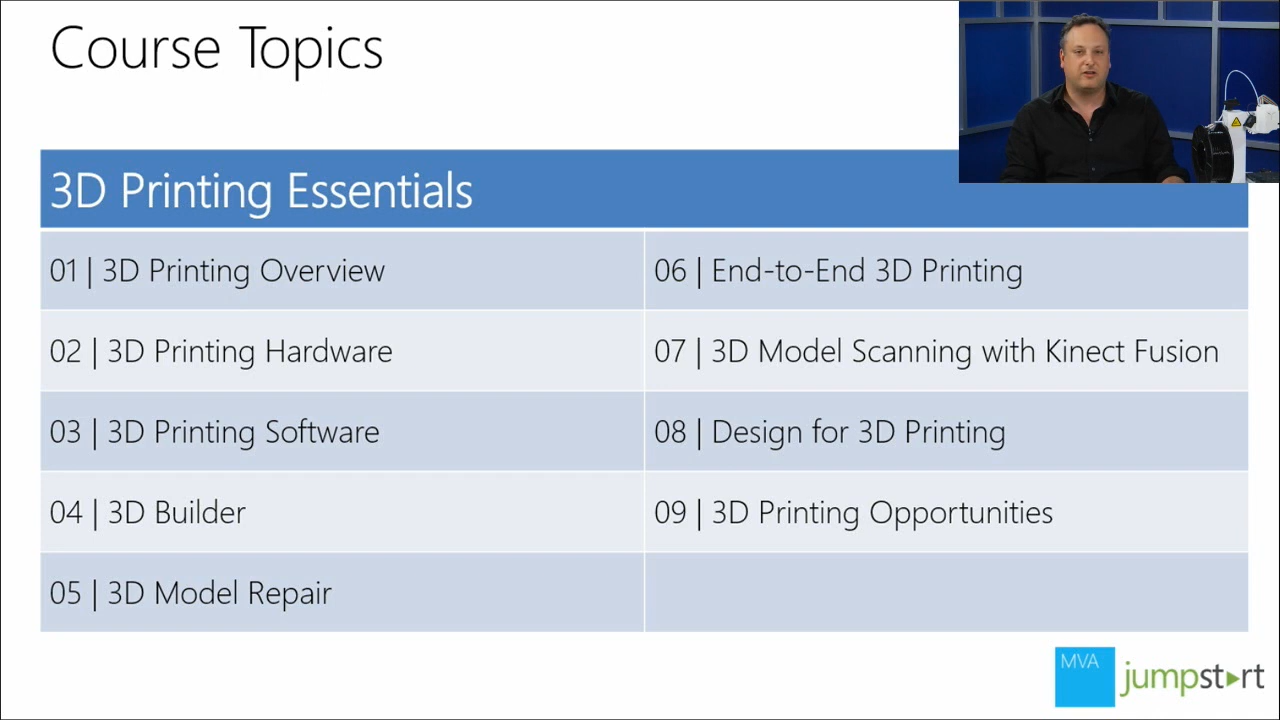 Course Topics
3D Printing Essentials
01 | 3D Printing Overview
06 | End-to-End 3D Printing
02 | 3D Printing Hardware
07 | 3D Model Scanning with Kinect Fusion
03 | 3D Printing Software
08 | Design for 3D Printing
04 | 3D Builder
09 | 3D Printing Opportunities
05 | 3D Model Repair
MVA
jumpstart